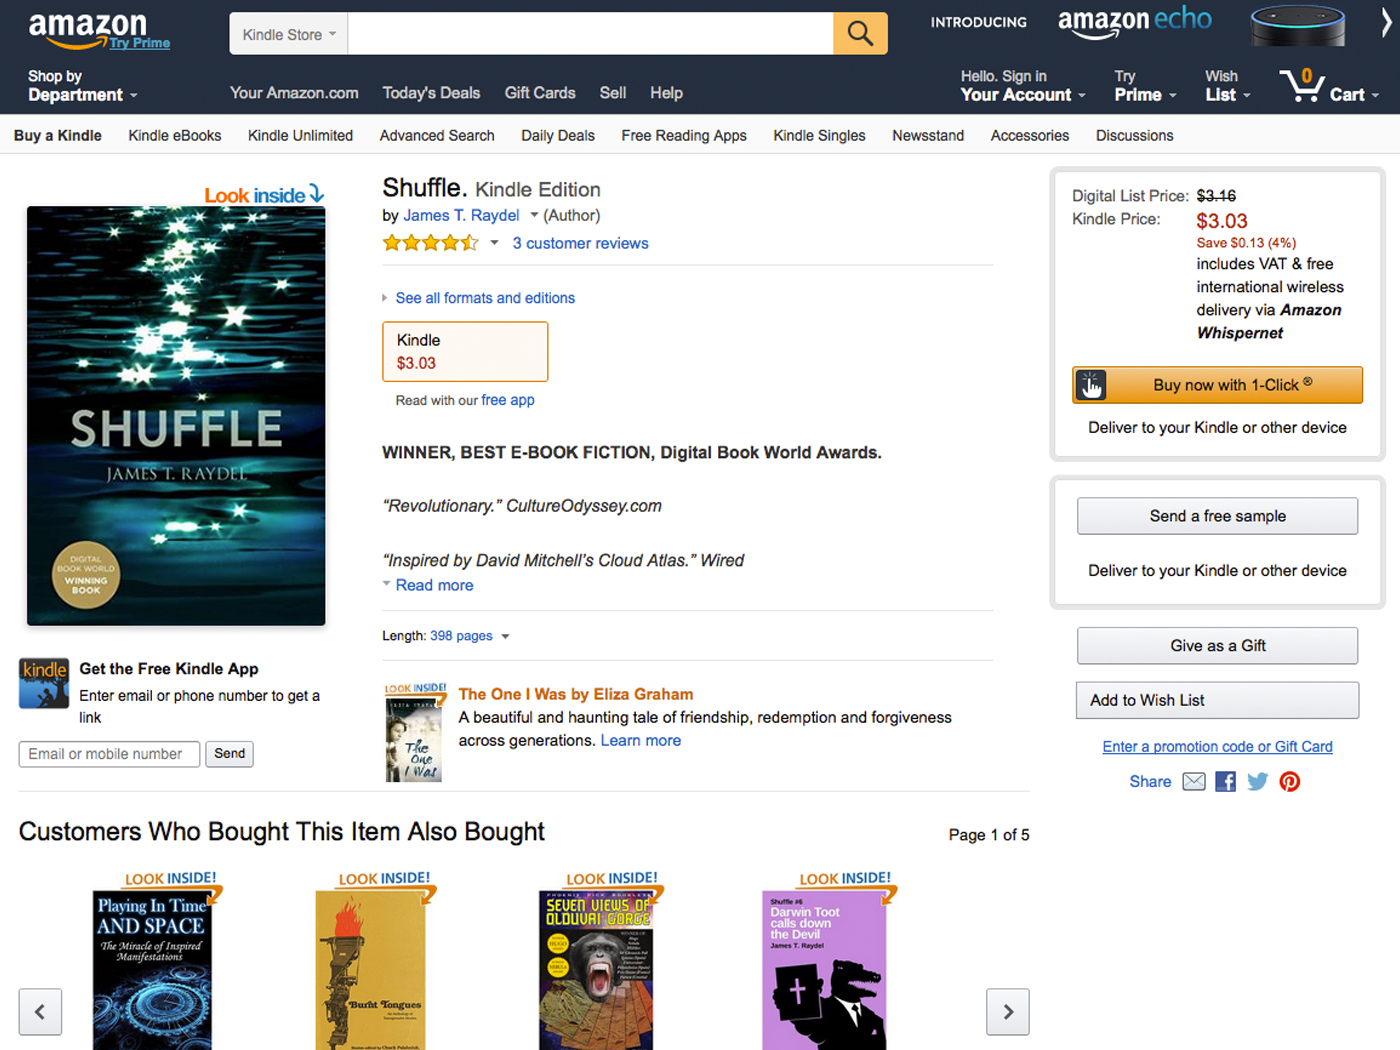 amazon
Try Prime
Kindle Store
INTRODUCING
amazon echo
Shop by
Department
Your Amazon.com
Today's Deals
Gift Cards
Sell
Help
Hello. Sign in
Your Account
Try
Prime
Wish
List
0
Cart
Buy a Kindle
Kindle eBooks
Kindle Unlimited
Advanced Search
Daily Deals
Free Reading Apps
Kindle Singles
Newsstand
Accessories
Discussions
Look inside
SHUFFLE
JAMES T. RAYDEL
DIGITAL
BOOK WORLD
WINNING
BOOK
kindle
Get the Free Kindle App
Enter email or phone number to get a
link
Email or mobile number
Send
Shuffle. Kindle Edition
by James T. Raydel (Author)
3 customer reviews
See all formats and editions
Kindle
$3.03
Read with our free app
WINNER, BEST E-BOOK FICTION, Digital Book World Awards.
“Revolutionary.” CultureOdyssey.com
“Inspired by David Mitchell’s Cloud Atlas.” Wired
Read more
Length: 398 pages
LOOK INSIDE!
The
One
I Was
The One I Was by Eliza Graham
A beautiful and haunting tale of friendship, redemption and forgiveness
across generations. Learn more
Digital List Price: $3.16
Kindle Price: $3.03
Save $0.13 (4%)
includes VAT & free
international wireless
delivery via Amazon
Whispernet
Buy now with 1-Click ®
Deliver to your Kindle or other device
Send a free sample
Deliver to your Kindle or other device
Give as a Gift
Add to Wish List
Enter a promotion code or Gift Card
Share
Customers Who Bought This Item Also Bought
Page 1 of 5
LOOK INSIDE!
Playing In Time
AND SPACE
The Miracle of Inspired
Manifestations
LOOK INSIDE!
Burnt Tongues
LOOK INSIDE!
SEVEN VIEWS OF
OLDUVAI GORGE
LOOK INSIDE!
Shuffle #6
Darwin Toot
calls down
the Devil
James T. Raydel